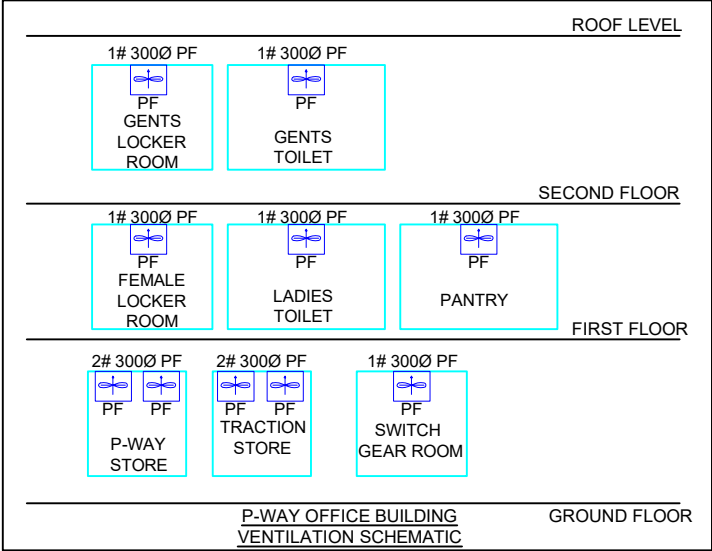 ROOF LEVEL
1# 300Ø PF
PF
GENTS
LOCKER
ROOM
1# 300Ø PF
PF
GENTS
TOILET
SECOND FLOOR
1# 300Ø PF
PF
FEMALE
LOCKER
ROOM
1# 300Ø PF
PF
LADIES
TOILET
1# 300Ø PF
PF
PANTRY
FIRST FLOOR
2# 300Ø PF
PF PF
P-WAY
STORE
2# 300Ø PF
PF PF
TRACTION
STORE
1# 300Ø PF
PF
SWITCH
GEAR ROOM
GROUND FLOOR
P-WAY OFFICE BUILDING
VENTILATION SCHEMATIC